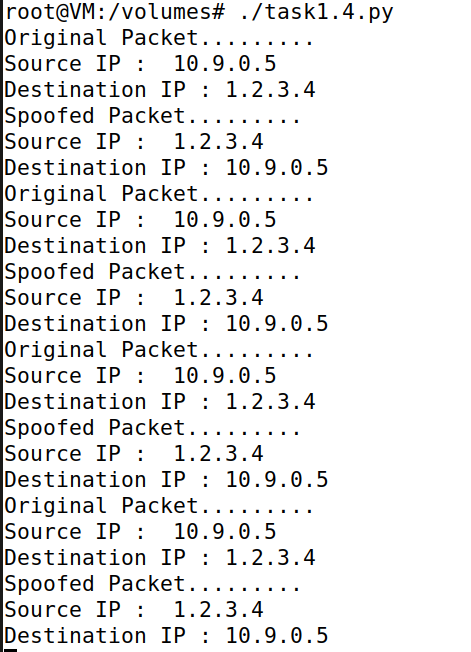 root@VM:/volumes# ./task1.4.py
Original Packet.........
Source IP :  10.9.0.5
Destination IP : 1.2.3.4
Spoofed Packet.........
Source IP :  1.2.3.4
Destination IP : 10.9.0.5
Original Packet.........
Source IP :  10.9.0.5
Destination IP : 1.2.3.4
Spoofed Packet.........
Source IP :  1.2.3.4
Destination IP : 10.9.0.5
Original Packet.........
Source IP :  10.9.0.5
Destination IP : 1.2.3.4
Spoofed Packet.........
Source IP :  1.2.3.4
Destination IP : 10.9.0.5
Original Packet.........
Source IP :  10.9.0.5
Destination IP : 1.2.3.4
Spoofed Packet.........
Source IP :  1.2.3.4
Destination IP : 10.9.0.5